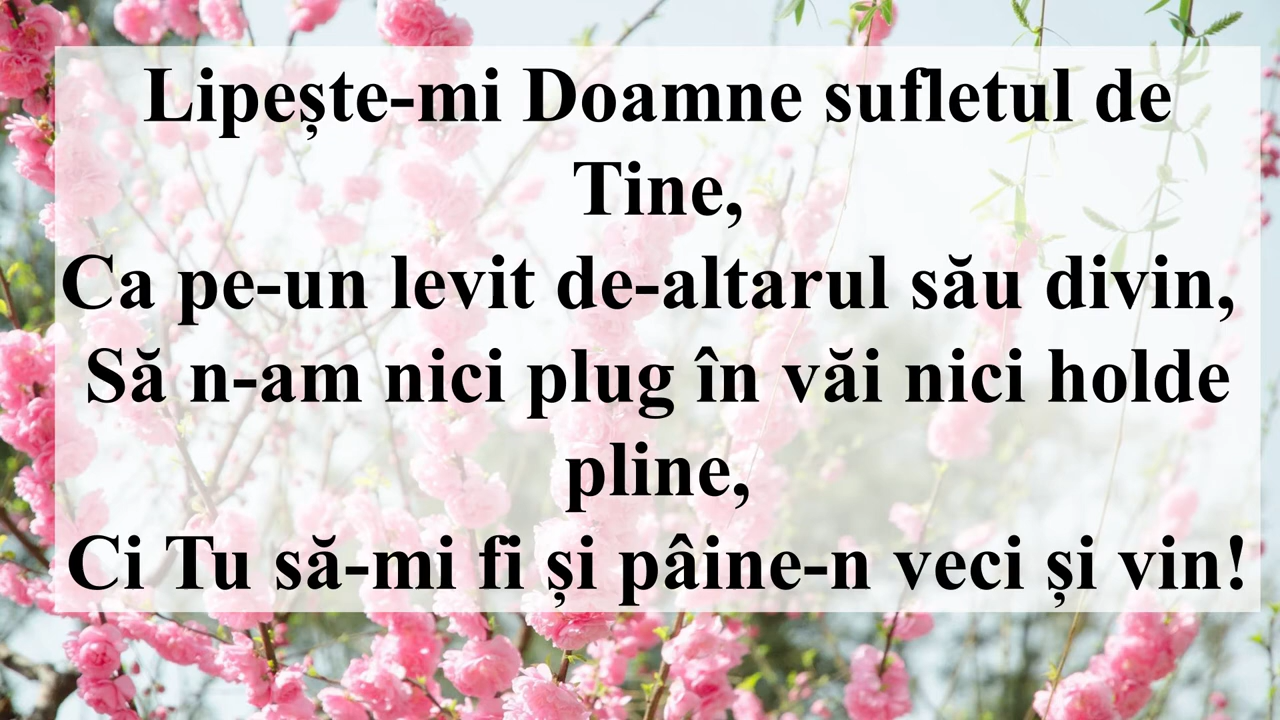 Lipește-mi Doamne sufletul de
Tine,
Ca pe-un levit de-altarul său divin,
Să n-am nici plug în văi nici holde
pline,
Ci Tu să-mi fi și pâine-n veci și vin!